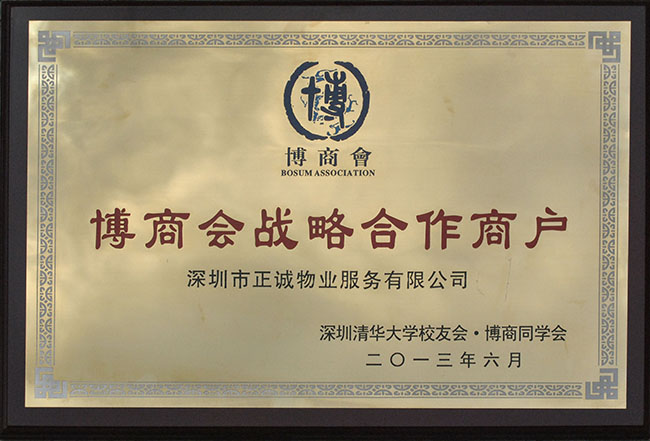 博
博商會
BOSUM ASSOCIATION
博商会战略合作商户
深圳市正诚物业服务有限公司
深圳清华大学校友会·博商同学会
二〇一三年六月